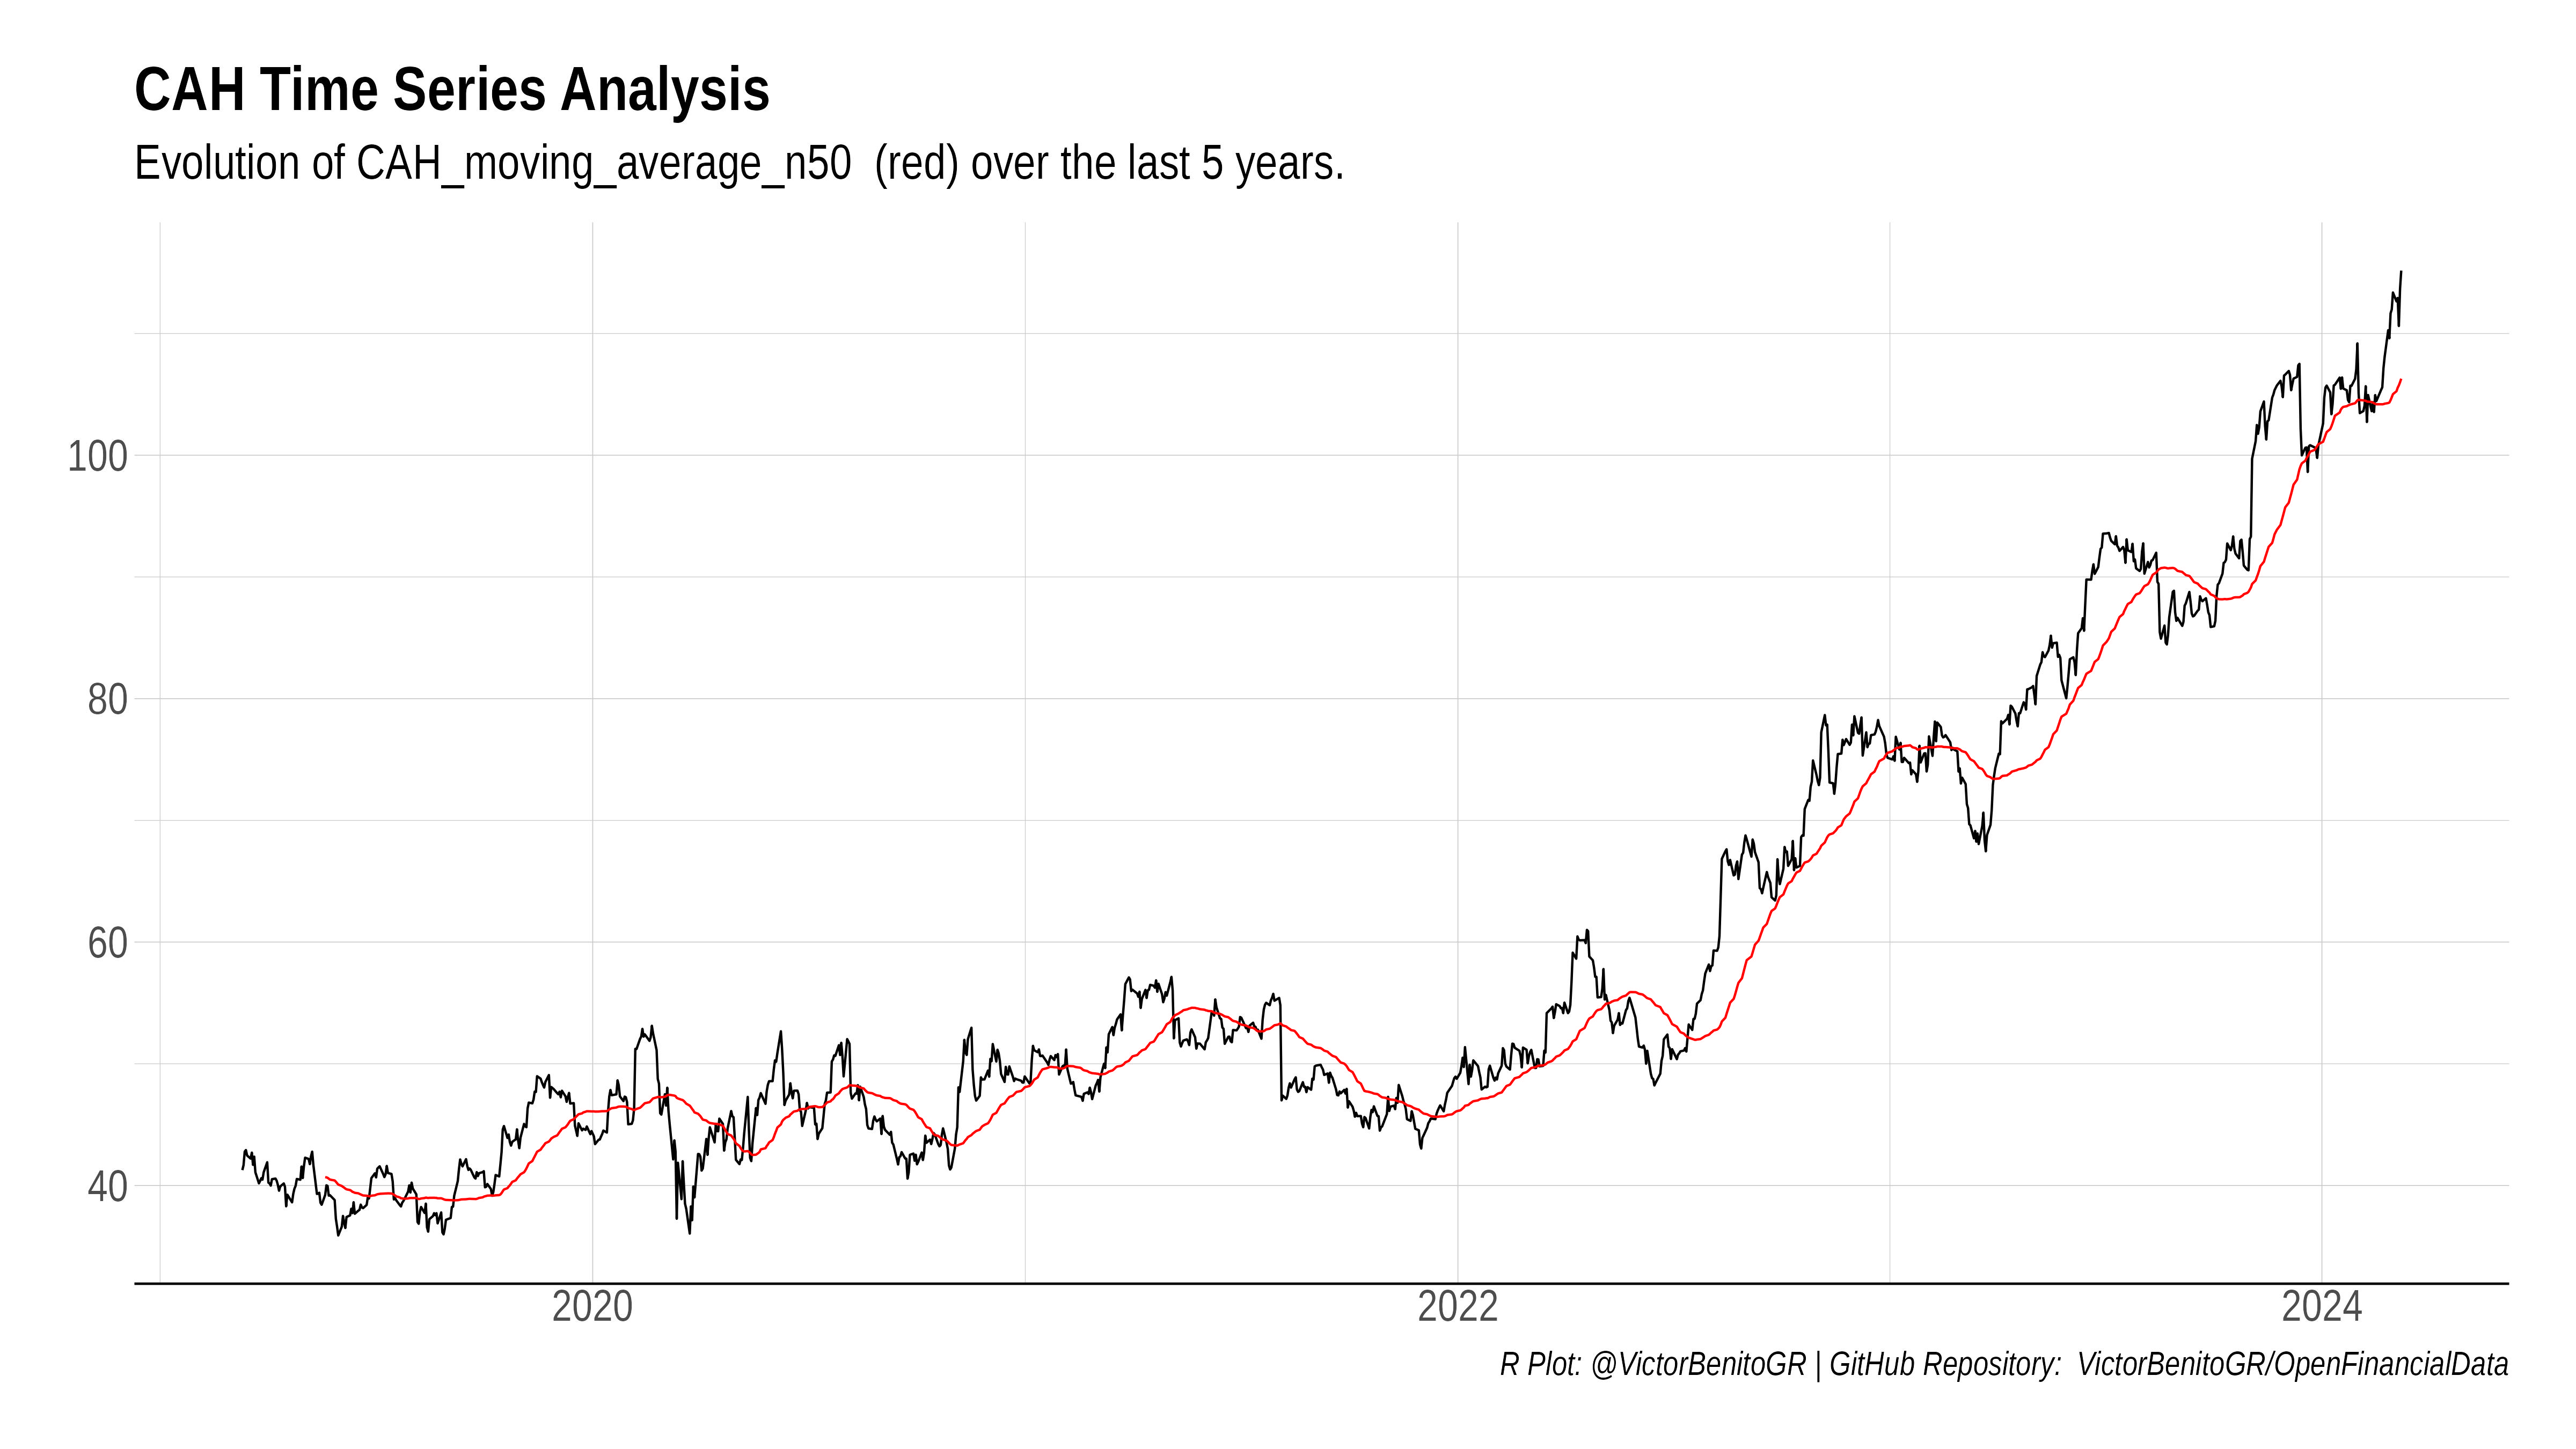 CAH Time Series Analysis
Evolution of CAH_moving_average_n50  (red) over the last 5 years.
100
80
60
40
2020 2022 2024
R Plot: @VictorBenitoGR | GitHub Repository:  VictorBenitoGR/OpenFinancialData